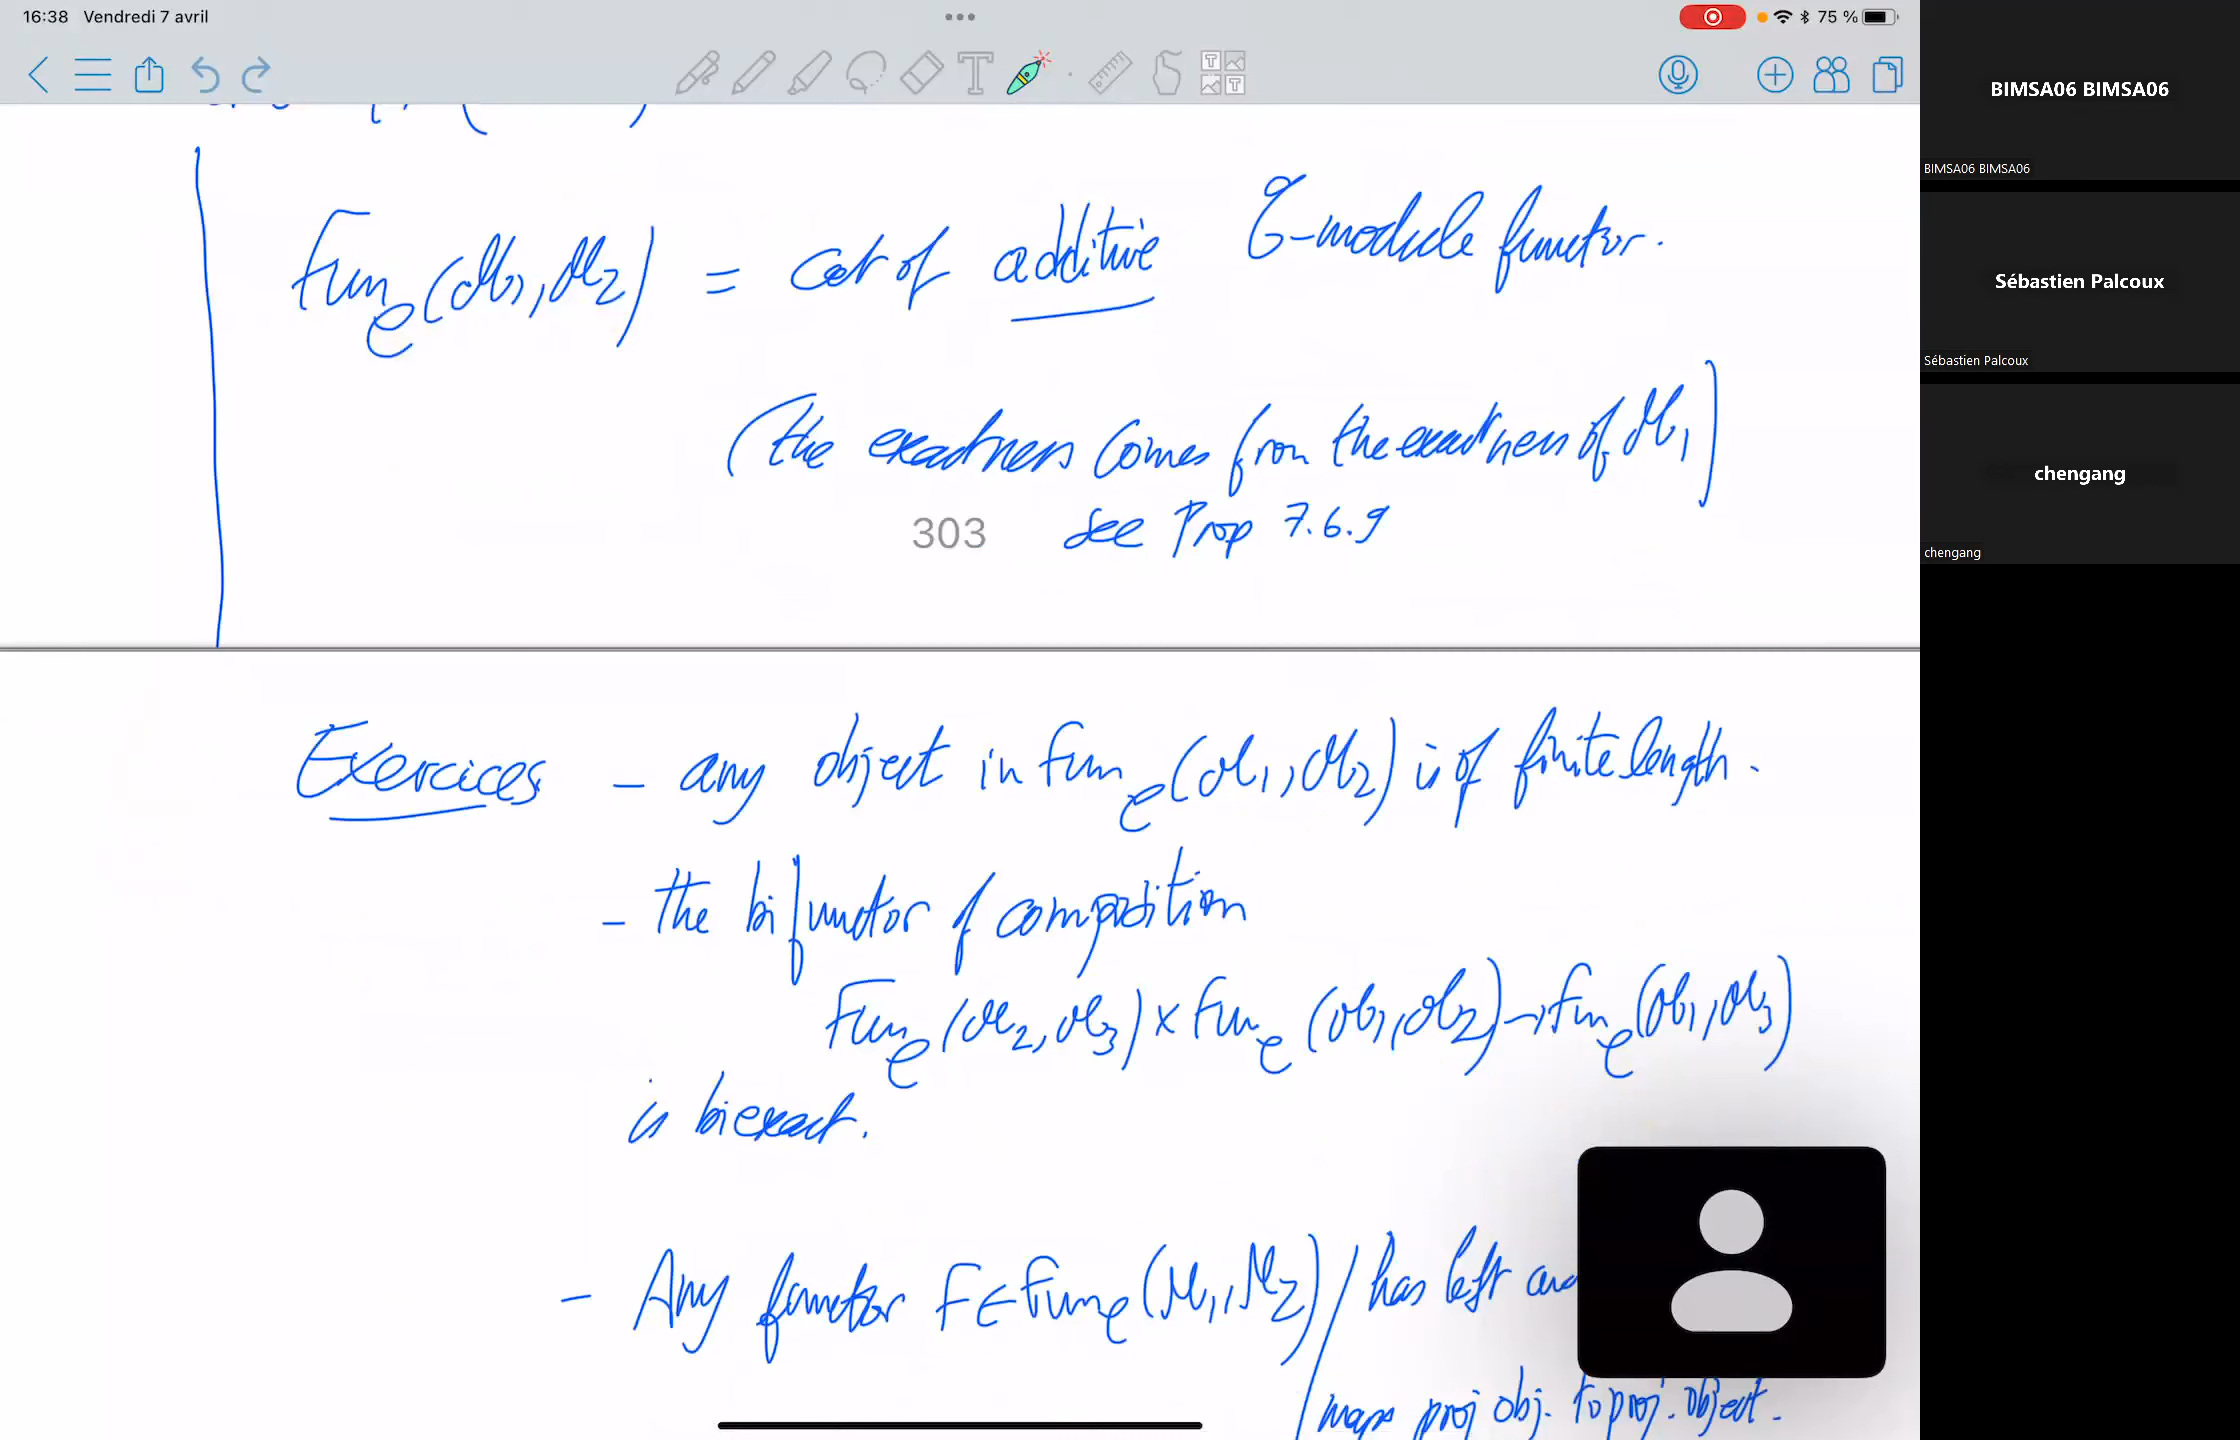 16:38 Vendredi 7 avril
75 %
Fun_C(M1, M2) = cat of additive C-module functor.
(the exactness comes from the exactness of M1)
303 see Prop 7.6.9
Exercices - any object in Fun_C(M1, M2) is of finite length.
- the bifunctor of composition
Fun_C(M2, M3) × Fun_C(M1, M2) → Fun_C(M1, M3)
is biexact.
- Any functor F ∈ Fun_C(M1, M2) / has left
maps proj obj. to proj. object.
BIMSA06 BIMSA06
BIMSA06 BIMSA06
Sébastien Palcoux
Sébastien Palcoux
chengang
chengang